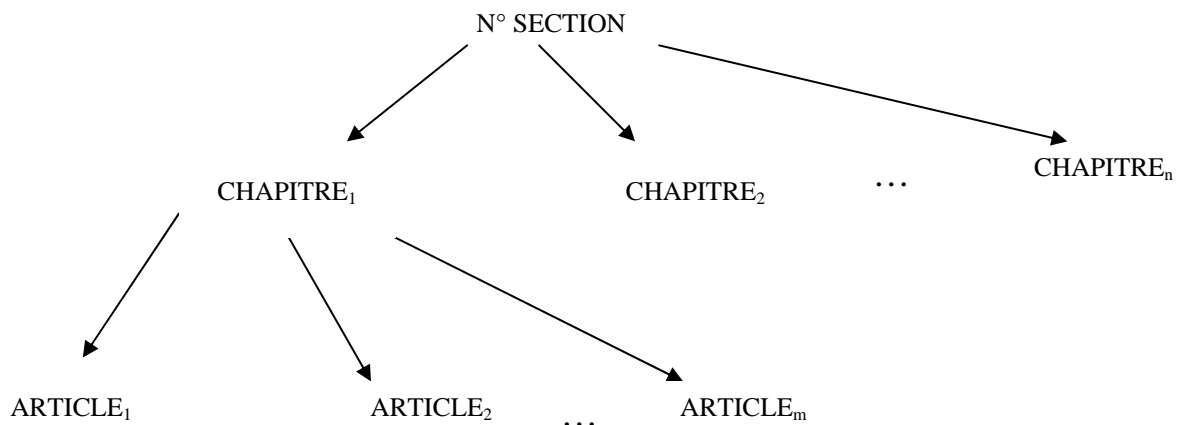 N° SECTION
CHAPITRE₁ CHAPITRE₂ ... CHAPITREₙ
ARTICLE₁ ARTICLE₂ ... ARTICLEₘ